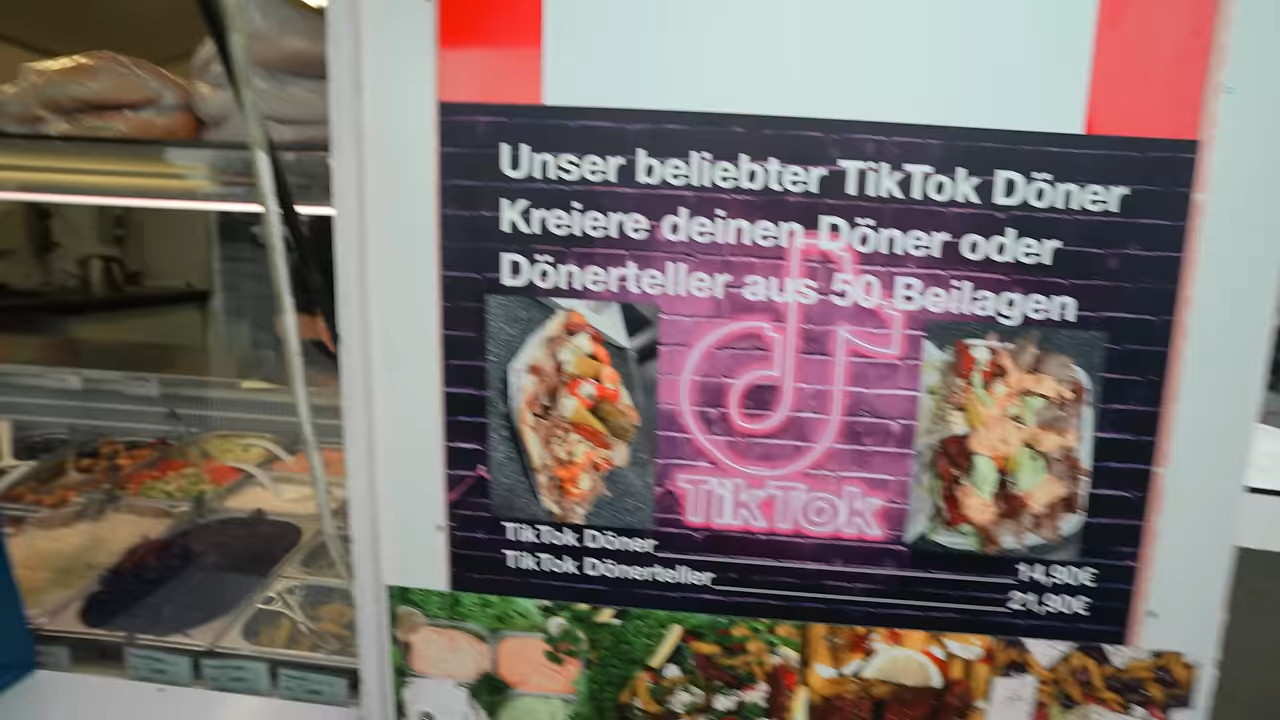 Unser beliebter TikTok Döner
Kreiere deinen Döner oder
Dönerteller aus 50 Beilagen
TikTok
TikTok Döner 14,90€
TikTok Dönerteller 21,90€